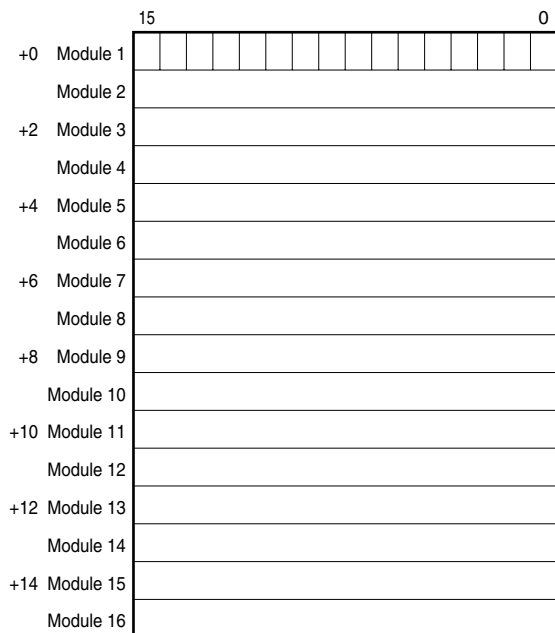 15 0
+0 Module 1
Module 2
+2 Module 3
Module 4
+4 Module 5
Module 6
+6 Module 7
Module 8
+8 Module 9
Module 10
+10 Module 11
Module 12
+12 Module 13
Module 14
+14 Module 15
Module 16